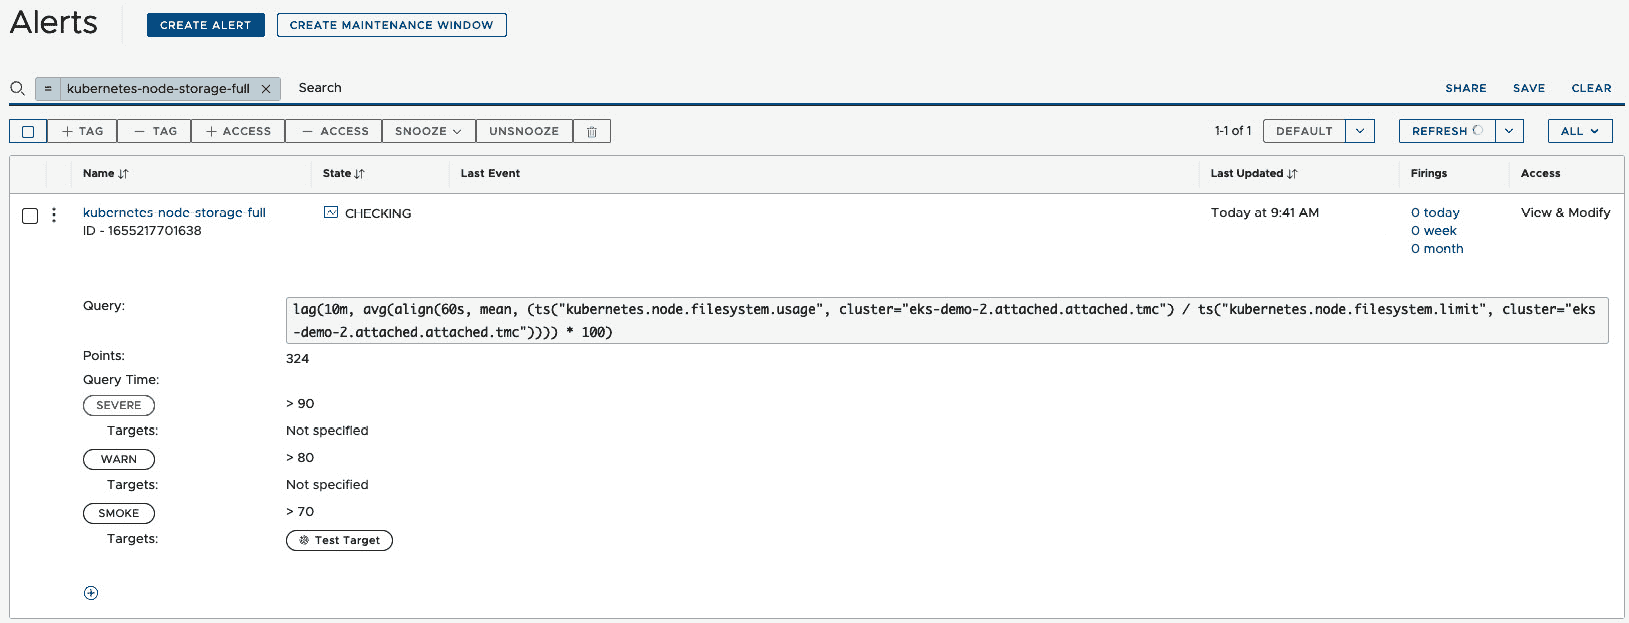 Alerts
CREATE ALERT
CREATE MAINTENANCE WINDOW
= kubernetes-node-storage-full Search
SHARE SAVE CLEAR
TAG TAG ACCESS ACCESS SNOOZE UNSNOOZE
1-1 of 1 DEFAULT REFRESH ALL
Name State Last Event Last Updated Firings Access
kubernetes-node-storage-full CHECKING Today at 9:41 AM 0 today View & Modify
ID - 1655217701638 0 week
0 month
Query: lag(10m, avg(align(60s, mean, (ts("kubernetes.node.filesystem.usage", cluster="eks-demo-2.attached.attached.tmc") / ts("kubernetes.node.filesystem.limit", cluster="eks
-demo-2.attached.attached.tmc")))) * 100)
Points: 324
Query Time:
SEVERE > 90
Targets: Not specified
WARN > 80
Targets: Not specified
SMOKE > 70
Targets: Test Target